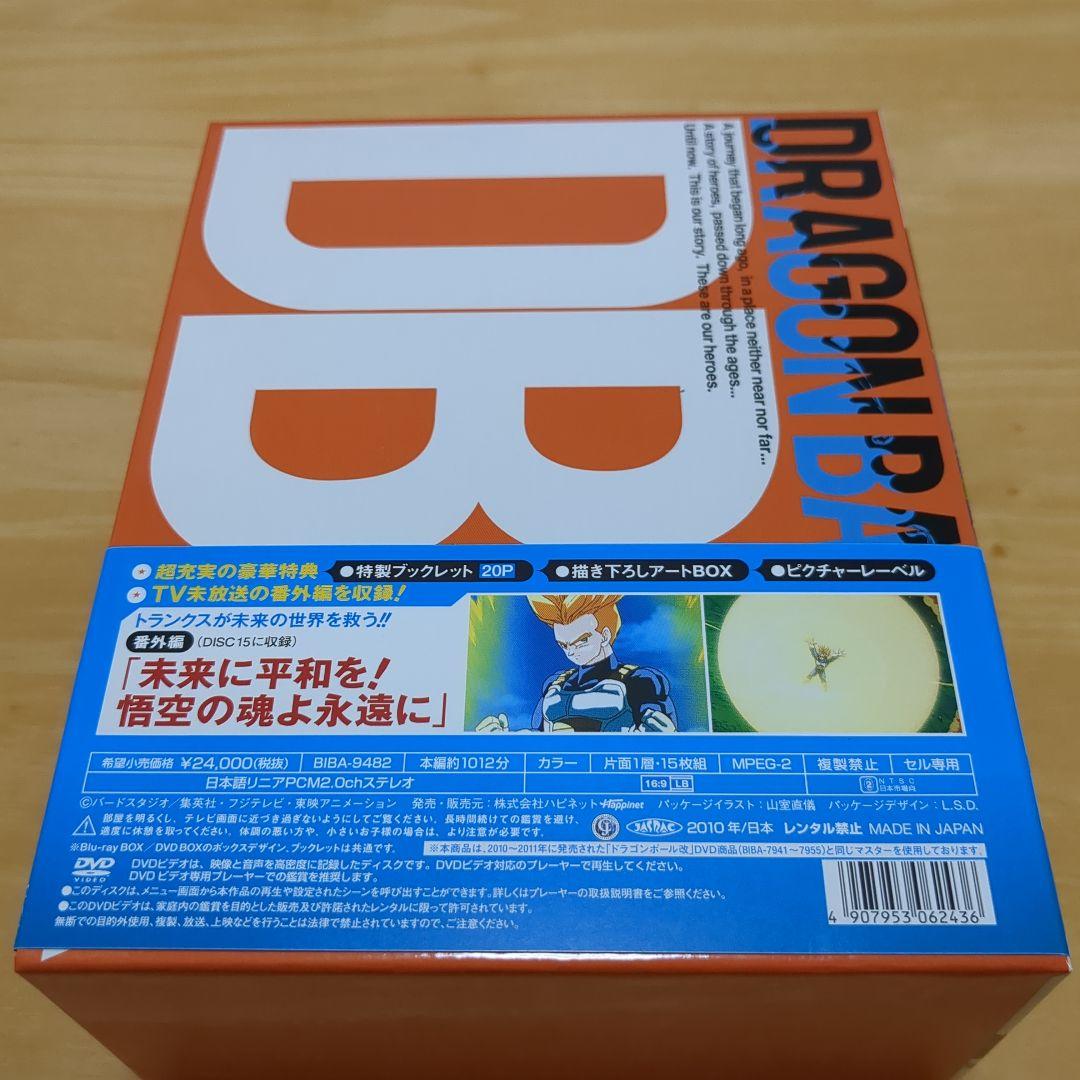 DRAGON BA
A journey that began long ago, in a place neither near nor far...
A story of heroes, passed down through the ages...
Until now. This is our story. These are our heroes.
DB
超充実の豪華特典 ●特製ブックレット 20P ●描き下ろしアートBOX ●ピクチャーレーベル
TV未放送の番外編を収録!
トランクスが未来の世界を救う!!
番外編 (DISC15に収録)
「未来に平和を!
悟空の魂よ永遠に」
希望小売価格 ¥24,000(税抜) BIBA-9482 本編約1012分 カラー 片面1層・15枚組 MPEG-2 複製禁止 セル専用
日本語リニアPCM2.0chステレオ 16:9 LB 2 NTSC 日本市場向
©バードスタジオ/集英社・フジテレビ・東映アニメーション 発売・販売元:株式会社ハピネット Happinet パッケージイラスト:山室直儀 パッケージデザイン:L.S.D.
部屋を明るくし、テレビ画面に近づき過ぎないようにしてご覧ください。長時間続けての鑑賞を避け、
適度に休憩を取ってください。体調の悪い方や、小さいお子様の場合は、より注意が必要です。
JASRAC 2010年/日本 レンタル禁止 MADE IN JAPAN
※Blu-ray BOX/DVD BOXのボックスデザイン、ブックレットは共通です。
※本商品は、2010~2011年に発売された「ドラゴンボール改」DVD商品(BIBA-7941~7955)と同じマスターを使用しております。
DVD VIDEO
DVDビデオは、映像と音声を高密度に記録したディスクです。DVDビデオ対応のプレーヤーで再生してください。
DVDビデオ専用プレーヤーでの鑑賞を推奨します。
●このディスクは、メニュー画面から本作品の再生や設定されたシーンを呼び出すことができます。詳しくはプレーヤーの取扱説明書をご参照ください。
●このDVDビデオは、家庭内の鑑賞を目的とした販売及び許諾されたレンタルに限って許可されています。
無断での目的外使用、複製、放送、上映などを行うことは法律で禁止されていますので、ご注意ください。
4 907953 062436